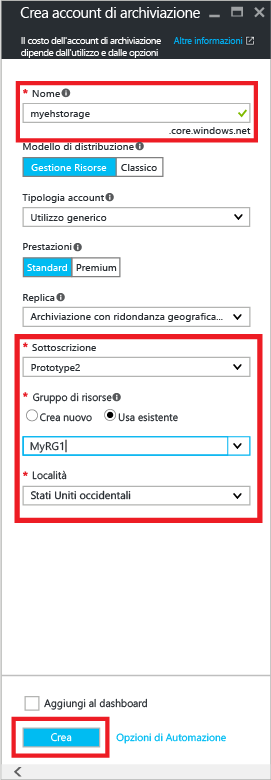 Crea account di archiviazione
Il costo dell'account di archiviazione
dipende dall'utilizzo e dalle opzioni
Altre informazioni
* Nome
myehstorage
.core.windows.net
Modello di distribuzione
Gestione Risorse Classico
Tipologia account
Utilizzo generico
Prestazioni
Standard Premium
Replica
Archiviazione con ridondanza geografica...
* Sottoscrizione
Prototype2
* Gruppo di risorse
Crea nuovo Usa esistente
MyRG1
* Località
Stati Uniti occidentali
Aggiungi al dashboard
Crea Opzioni di Automazione